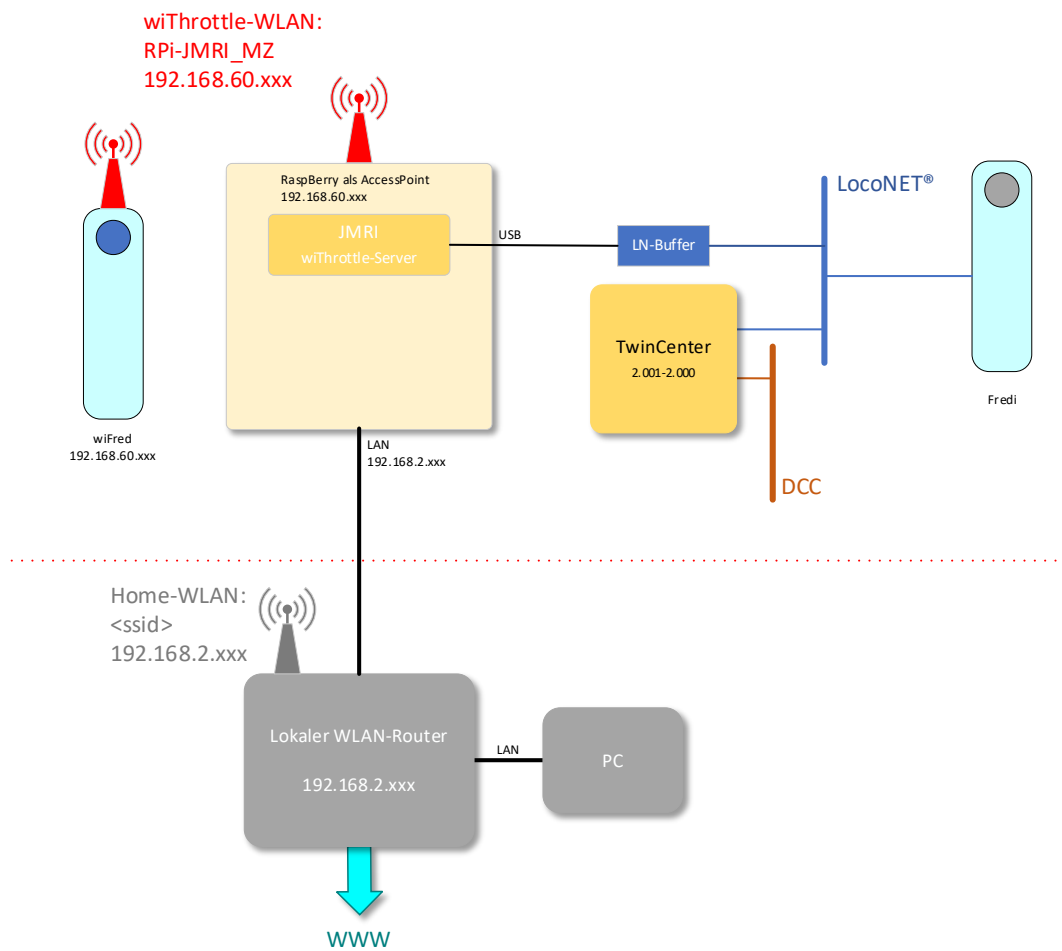 wiThrottle-WLAN:
RPi-JMRI_MZ
192.168.60.xxx
RaspBerry als AccessPoint
192.168.60.xxx
JMRI
wiThrottle-Server
USB
LN-Buffer
LocoNET®
TwinCenter
2.001-2.000
DCC
Fredi
wiFred
192.168.60.xxx
LAN
192.168.2.xxx
Home-WLAN:
<ssid>
192.168.2.xxx
Lokaler WLAN-Router
192.168.2.xxx
LAN
PC
WWW